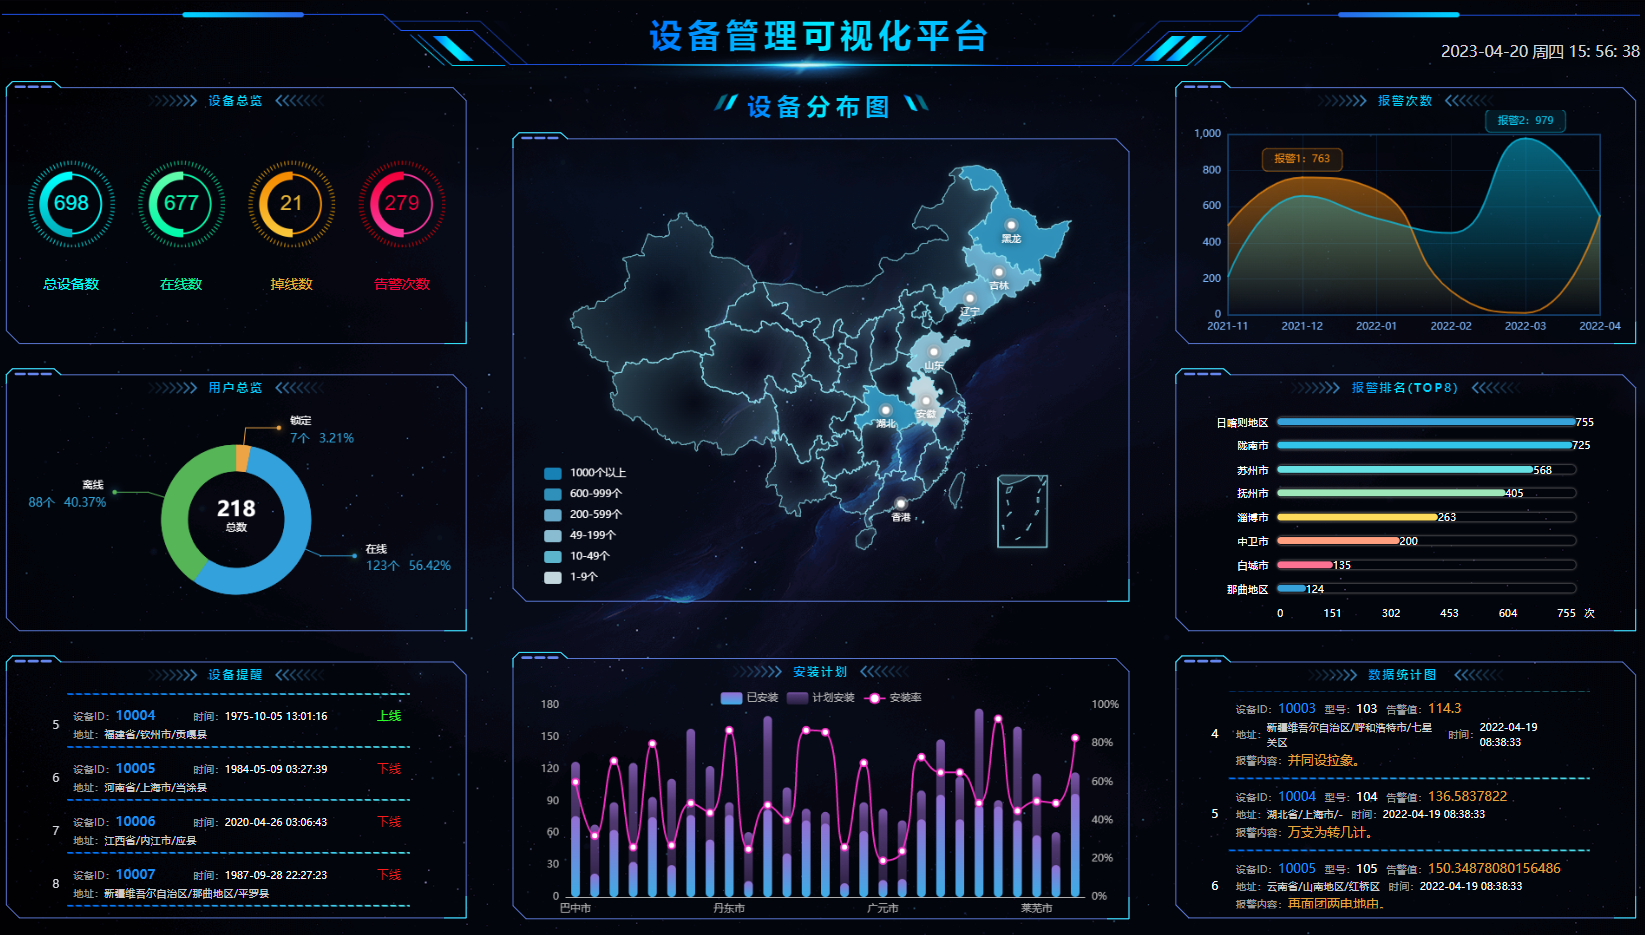 设备管理可视化平台
2023-04-20 周四 15: 56: 38
设备总览
698
677
21
279
总设备数
在线数
掉线数
告警次数
用户总览
锁定
7个 3.21%
离线
88个 40.37%
218
总数
在线
123个 56.42%
设备提醒
5
设备ID: 10004 时间: 1975-10-05 13:01:16 上线
地址: 福建省/钦州市/贡嘎县
6
设备ID: 10005 时间: 1984-05-09 03:27:39 下线
地址: 河南省/上海市/当涂县
7
设备ID: 10006 时间: 2020-04-26 03:06:43 下线
地址: 江西省/内江市/应县
8
设备ID: 10007 时间: 1987-09-28 22:27:23 下线
地址: 新疆维吾尔自治区/那曲地区/平罗县
设备分布图
黑龙
吉林
辽宁
山东
安徽
湖北
香港
1000个以上
600-999个
200-599个
49-199个
10-49个
1-9个
安装计划
已安装 计划安装 安装率
180
150
120
90
60
30
0
100%
80%
60%
40%
20%
0%
巴中市 丹东市 广元市 莱芜市
报警次数
报警2: 979
报警1: 763
1,000
800
600
400
200
0
2021-11 2021-12 2022-01 2022-02 2022-03 2022-04
报警排名(TOP8)
日喀则地区 755
陇南市 725
苏州市 568
抚州市 405
淄博市 263
中卫市 200
白城市 135
那曲地区 124
0 151 302 453 604 755 次
数据统计图
4
设备ID: 10003 型号: 103 告警值: 114.3
地址: 新疆维吾尔自治区/呼和浩特市/七星关区 时间: 2022-04-19 08:38:33
报警内容: 并同设拉象。
5
设备ID: 10004 型号: 104 告警值: 136.5837822
地址: 湖北省/上海市/- 时间: 2022-04-19 08:38:33
报警内容: 万支为转几计。
6
设备ID: 10005 型号: 105 告警值: 150.34878080156486
地址: 云南省/山南地区/红桥区 时间: 2022-04-19 08:38:33
报警内容: 再面团两电地由。